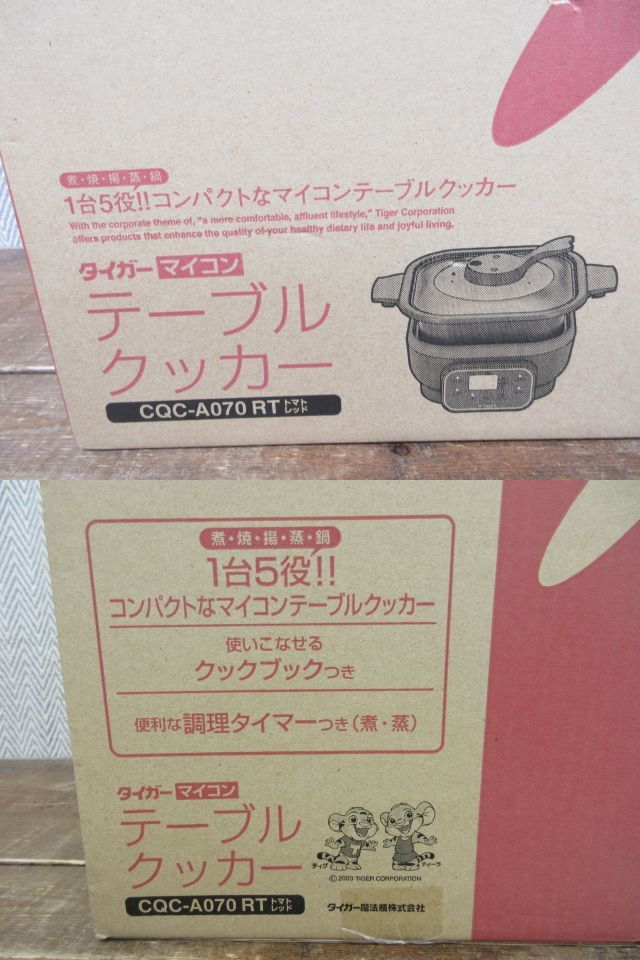 煮・焼・揚・蒸・鍋
1台5役!!コンパクトなマイコンテーブルクッカー
With the corporate theme of, "a more comfortable, affluent lifestyle," Tiger Corporation
offers products that enhance the quality of your healthy dietary life and joyful living.
タイガー マイコン
テーブル
クッカー
CQC-A070 RT トマトレッド
煮・焼・揚・蒸・鍋
1台5役!!
コンパクトなマイコンテーブルクッカー
使いこなせる
クックブックつき
便利な調理タイマーつき(煮・蒸)
タイガー マイコン
テーブル
クッカー
ティグ ティーラ
©2003 TIGER CORPORATION
CQC-A070 RT トマトレッド
タイガー魔法瓶株式会社